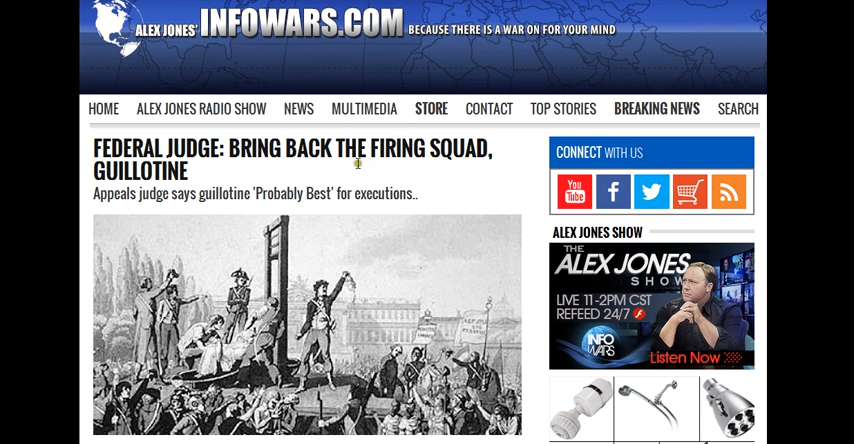 ALEX JONES' INFOWARS.COM BECAUSE THERE IS A WAR ON FOR YOUR MIND
HOME ALEX JONES RADIO SHOW NEWS MULTIMEDIA STORE CONTACT TOP STORIES BREAKING NEWS SEARCH
FEDERAL JUDGE: BRING BACK THE FIRING SQUAD,
GUILLOTINE
Appeals judge says guillotine 'Probably Best' for executions..
CONNECT WITH US
You
Tube
ALEX JONES SHOW
THE
ALEX JONES
SHOW
LIVE 11-2PM CST
REFEED 24/7
INFO
WARS
Listen Now